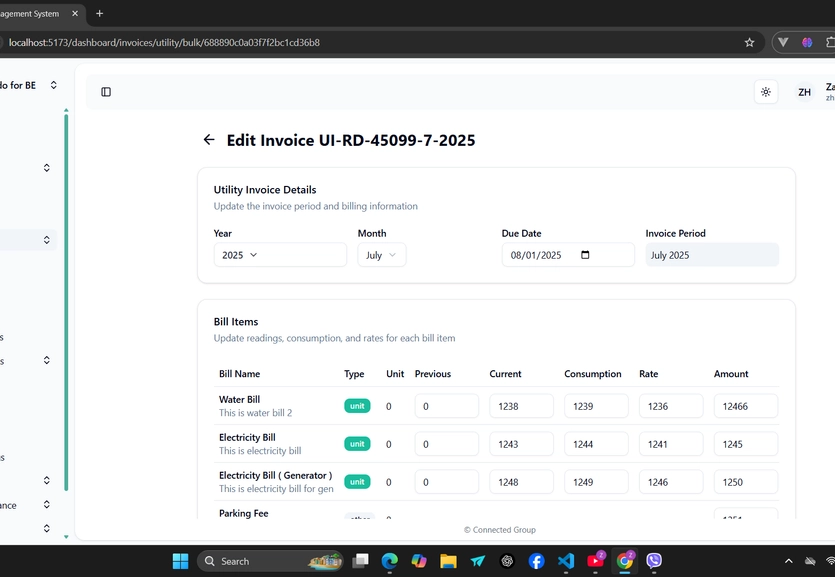 agement System
localhost:5173/dashboard/invoices/utility/bulk/688890c0a03f7f2bc1cd36b8
do for BE
ZH
Za
zh
Edit Invoice UI-RD-45099-7-2025
Utility Invoice Details
Update the invoice period and billing information
Year Month Due Date Invoice Period
2025 July 08/01/2025 July 2025
Bill Items
Update readings, consumption, and rates for each bill item
Bill Name Type Unit Previous Current Consumption Rate Amount
Water Bill
This is water bill 2
unit 0 0 1238 1239 1236 12466
Electricity Bill
This is electricity bill
unit 0 0 1243 1244 1241 1245
Electricity Bill ( Generator )
This is electricity bill for gen
unit 0 0 1248 1249 1246 1250
Parking Fee
s
s
gs
ance
© Connected Group
Search